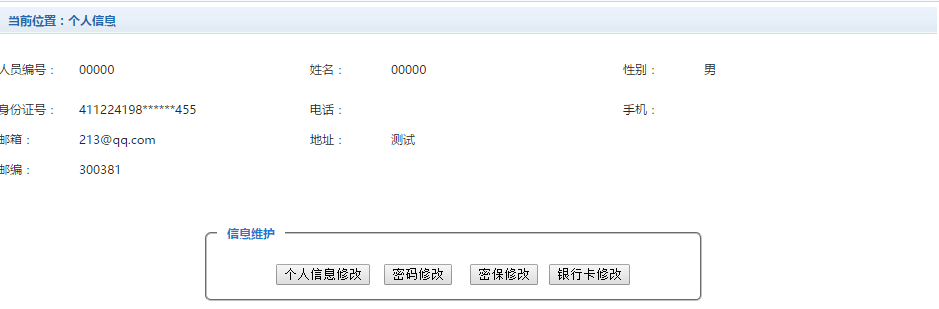 当前位置：个人信息
人员编号： 00000 姓名： 00000 性别： 男
身份证号： 411224198******455 电话： 手机：
邮箱： 213@qq.com 地址： 测试
邮编： 300381
信息维护
个人信息修改 密码修改 密保修改 银行卡修改